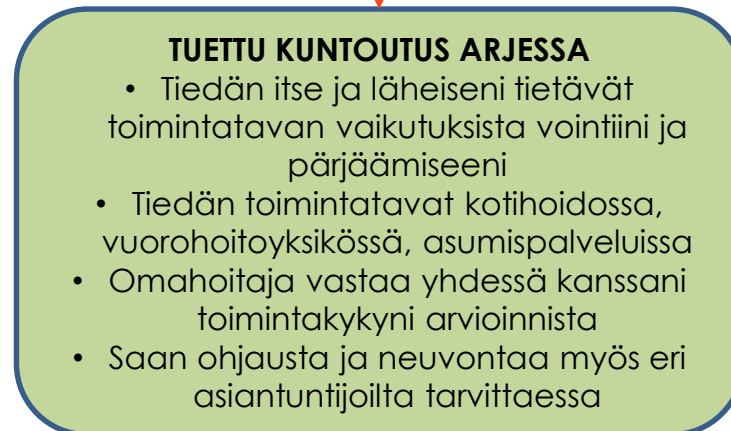 TUETTU KUNTOUTUS ARJESSA
• Tiedän itse ja läheiseni tietävät
toimintatavan vaikutuksista vointiini ja
pärjäämiseeni
• Tiedän toimintatavat kotihoidossa,
vuorohoitoyksikössä, asumispalveluissa
• Omahoitaja vastaa yhdessä kanssani
toimintakykyni arvioinnista
• Saan ohjausta ja neuvontaa myös eri
asiantuntijoilta tarvittaessa